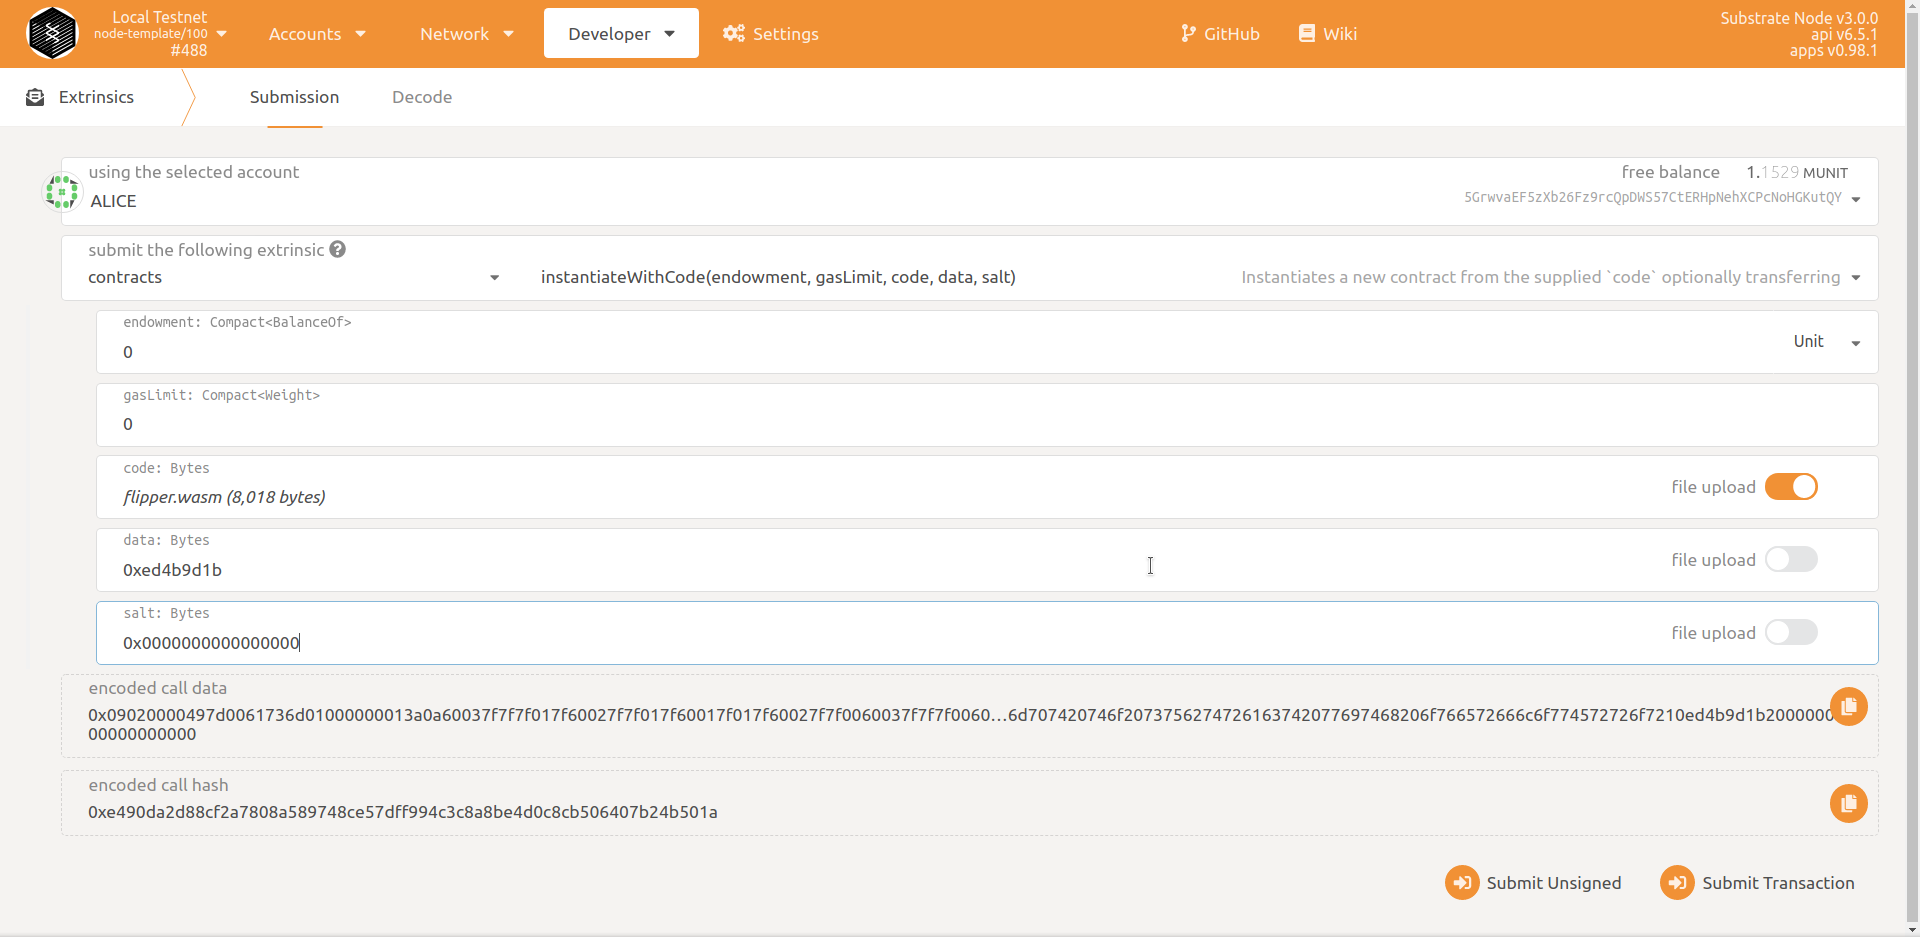 Local Testnet
node-template/100
#488
Accounts
Network
Developer
Settings
GitHub
Wiki
Substrate Node v3.0.0
api v6.5.1
apps v0.98.1
Extrinsics
Submission
Decode
using the selected account
ALICE
free balance 1.1529 MUNIT
5GrwvaEF5zXb26Fz9rcQpDWS57CtERHpNehXCPcNoHGKutQY
submit the following extrinsic
contracts
instantiateWithCode(endowment, gasLimit, code, data, salt)
Instantiates a new contract from the supplied `code` optionally transferring
endowment: Compact<BalanceOf>
0
Unit
gasLimit: Compact<Weight>
0
code: Bytes
flipper.wasm (8,018 bytes)
file upload
data: Bytes
0xed4b9d1b
file upload
salt: Bytes
0x0000000000000000
file upload
encoded call data
0x09020000497d0061736d01000000013a0a60037f7f7f017f60027f7f017f60017f017f60027f7f0060037f7f7f0060…6d707420746f20737562747261637420776974682​06f766572666c6f774572726f7210ed4b9d1b2000000
00000000000
encoded call hash
0xe490da2d88cf2a7808a589748ce57dff994c3c8a8be4d0c8cb506407b24b501a
Submit Unsigned
Submit Transaction